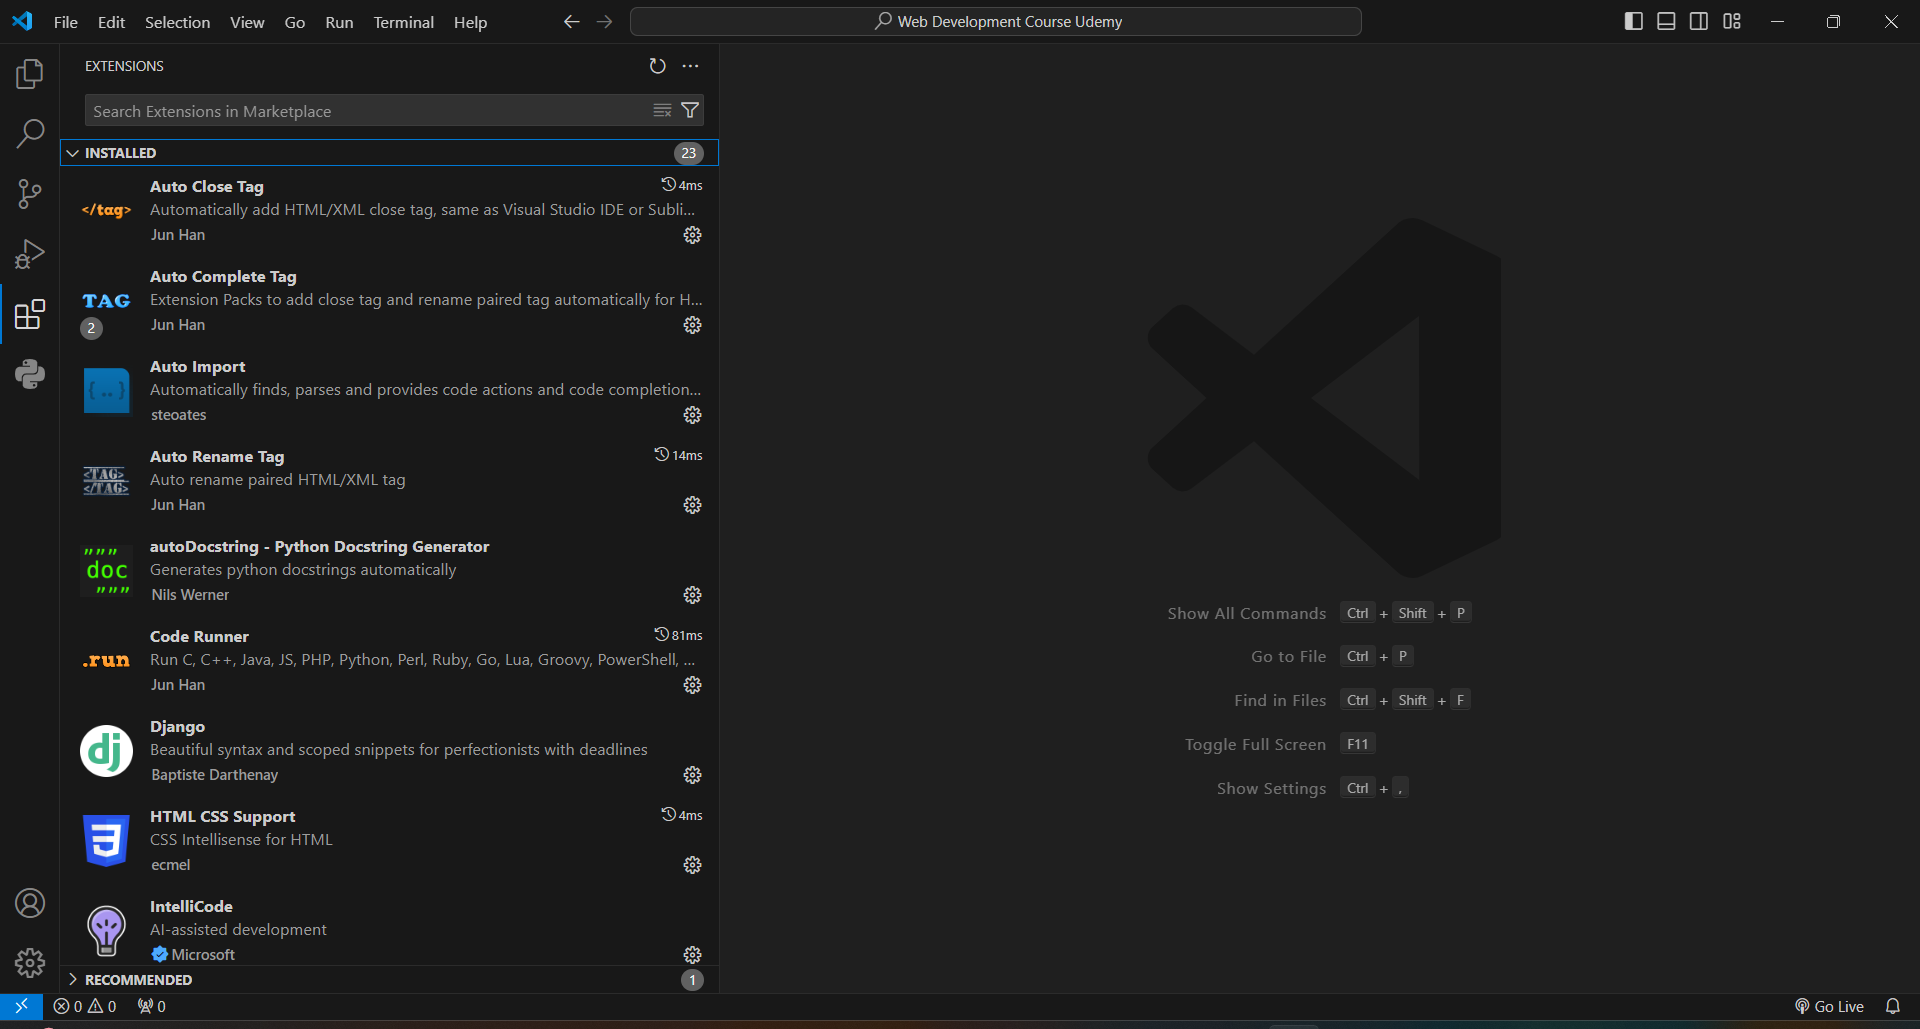 File Edit Selection View Go Run Terminal Help
Web Development Course Udemy
EXTENSIONS
Search Extensions in Marketplace
INSTALLED 23
</tag>
Auto Close Tag 4ms
Automatically add HTML/XML close tag, same as Visual Studio IDE or Subli...
Jun Han
TAG
2
Auto Complete Tag
Extension Packs to add close tag and rename paired tag automatically for H...
Jun Han
{..}
Auto Import
Automatically finds, parses and provides code actions and code completion...
steoates
<TAG>
</TAG>
Auto Rename Tag 14ms
Auto rename paired HTML/XML tag
Jun Han
"""
doc
"""
autoDocstring - Python Docstring Generator
Generates python docstrings automatically
Nils Werner
.run
Code Runner 81ms
Run C, C++, Java, JS, PHP, Python, Perl, Ruby, Go, Lua, Groovy, PowerShell, ...
Jun Han
dj
Django
Beautiful syntax and scoped snippets for perfectionists with deadlines
Baptiste Darthenay
3
HTML CSS Support 4ms
CSS Intellisense for HTML
ecmel
IntelliCode
AI-assisted development
Microsoft
RECOMMENDED 1
Show All Commands Ctrl + Shift + P
Go to File Ctrl + P
Find in Files Ctrl + Shift + F
Toggle Full Screen F11
Show Settings Ctrl + ,
0 0 0
Go Live